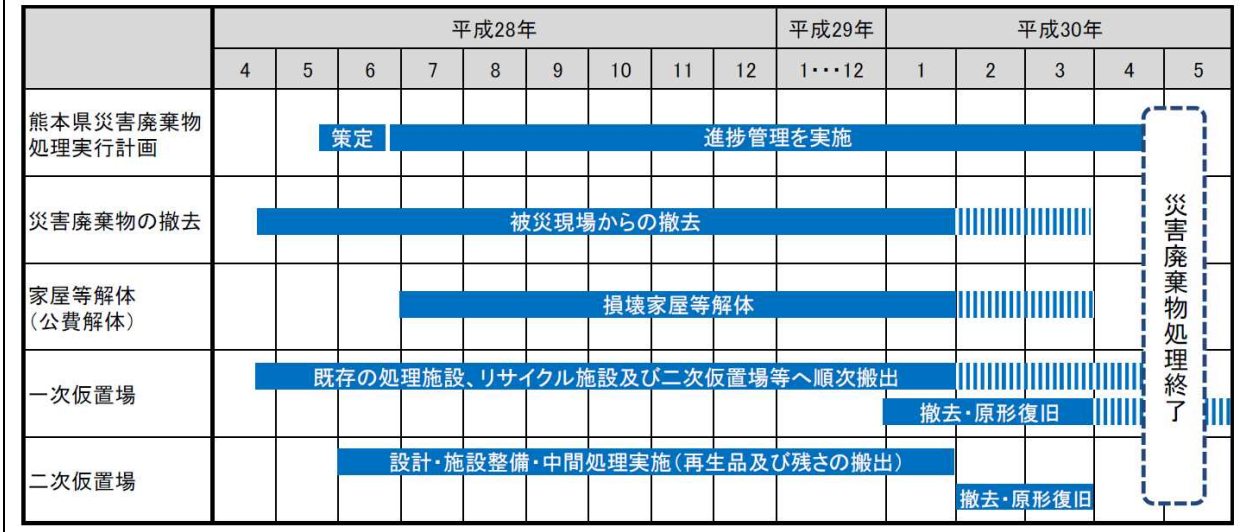 平成28年 平成29年 平成30年
4 5 6 7 8 9 10 11 12 1・・・12 1 2 3 4 5
熊本県災害廃棄物
処理実行計画
策定 進捗管理を実施
災害廃棄物の撤去
被災現場からの撤去
家屋等解体
(公費解体)
損壊家屋等解体
一次仮置場
既存の処理施設、リサイクル施設及び二次仮置場等へ順次搬出
撤去・原形復旧
二次仮置場
設計・施設整備・中間処理実施(再生品及び残さの搬出)
撤去・原形復旧
災害廃棄物処理終了